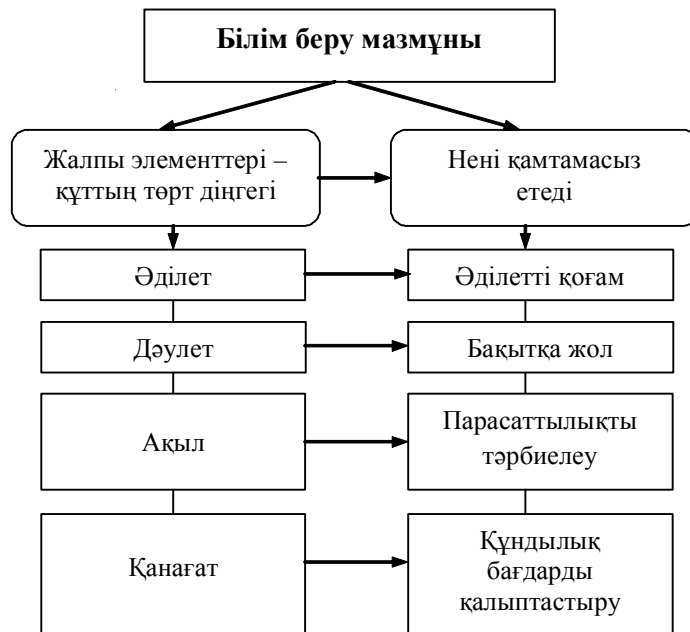 Білім беру мазмұны
Жалпы элементтері –
құттың төрт діңгегі
Нені қамтамасыз
етеді
Әділет
Әділетті қоғам
Дәулет
Бақытқа жол
Ақыл
Парасаттылықты
тәрбиелеу
Қанағат
Құндылық
бағдарды
қалыптастыру